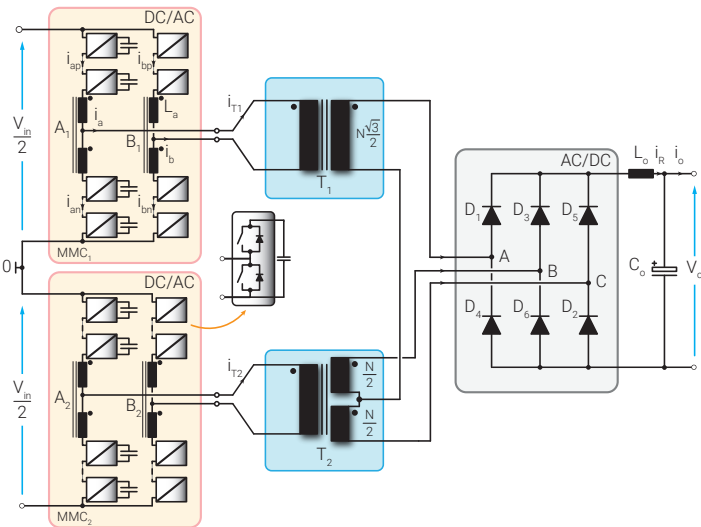 DC/AC
i_ap
i_bp
V_in
2
i_a
L_a
A_1
B_1
i_b
i_an
i_bn
MMC_1
i_T1
N√3
2
T_1
AC/DC
L_o i_R i_o
D_1 D_3 D_5
A
B
C
C_o
+
V_o
D_4 D_6 D_2
0
DC/AC
V_in
2
A_2
B_2
MMC_2
i_T2
N
2
N
2
T_2